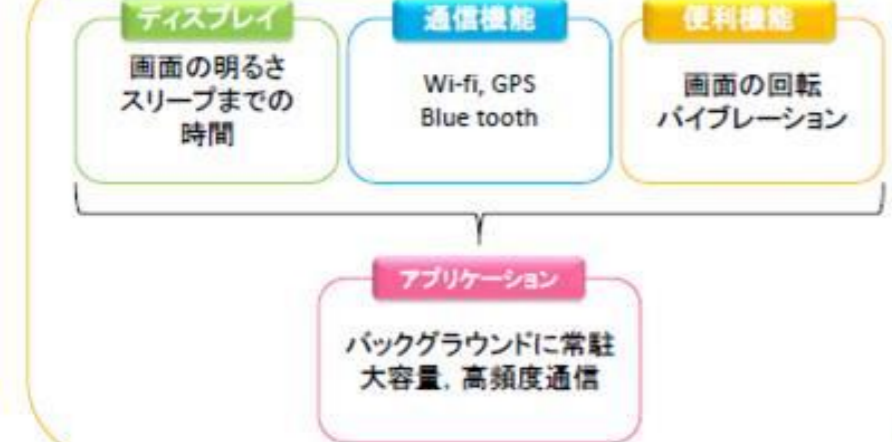 ディスプレイ
画面の明るさ
スリープまでの
時間
通信機能
Wi-fi, GPS
Blue tooth
便利機能
画面の回転
バイブレーション
アプリケーション
バックグラウンドに常駐
大容量, 高頻度通信